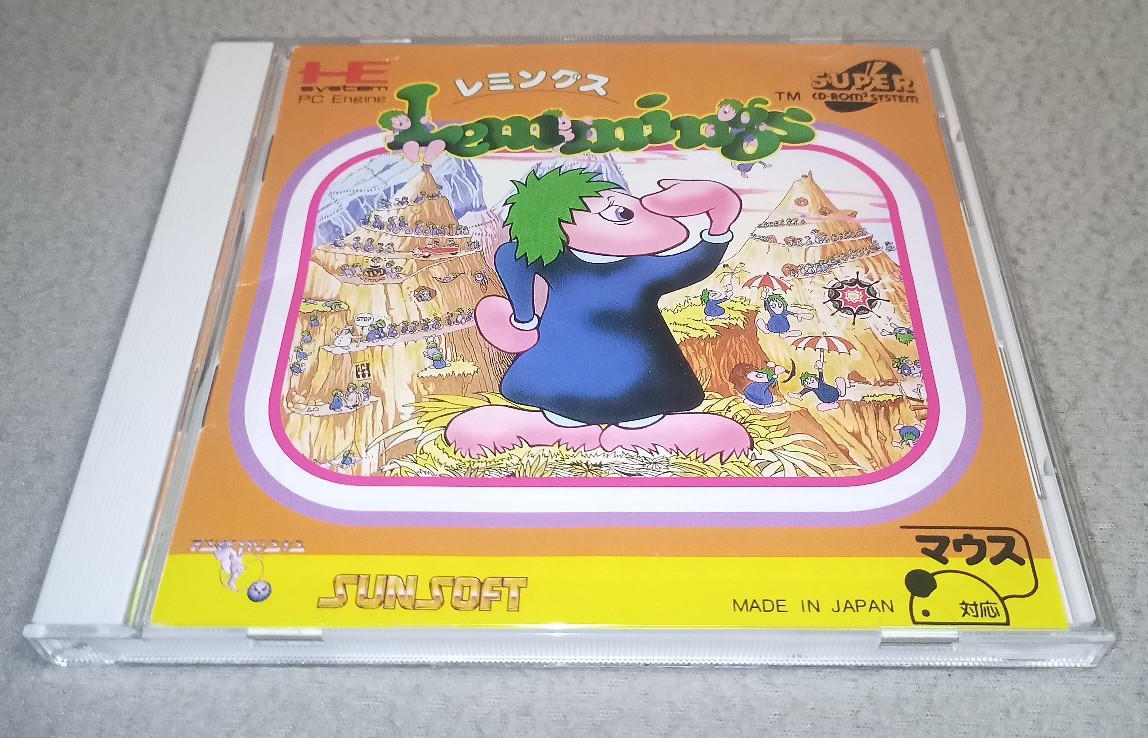 HE
system
PC Engine
レミングス
Lemmings
TM
SUPER
CD-ROM² SYSTEM
STOP
SUNSOFT
MADE IN JAPAN
マウス
対応